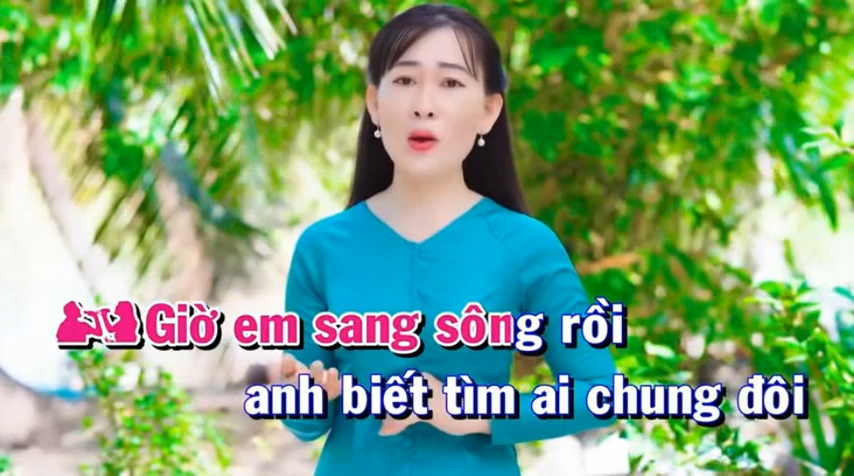 Giờ em sang sông rồi
anh biết tìm ai chung đôi